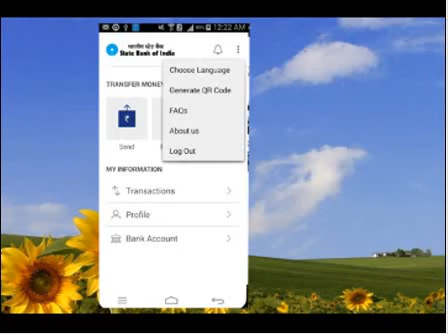 12:22 AM
भारतीय स्टेट बैंक
State Bank of India
Choose Language
TRANSFER MONEY
Generate QR Code
FAQs
About us
Send
Log Out
MY INFORMATION
Transactions
Profile
Bank Account